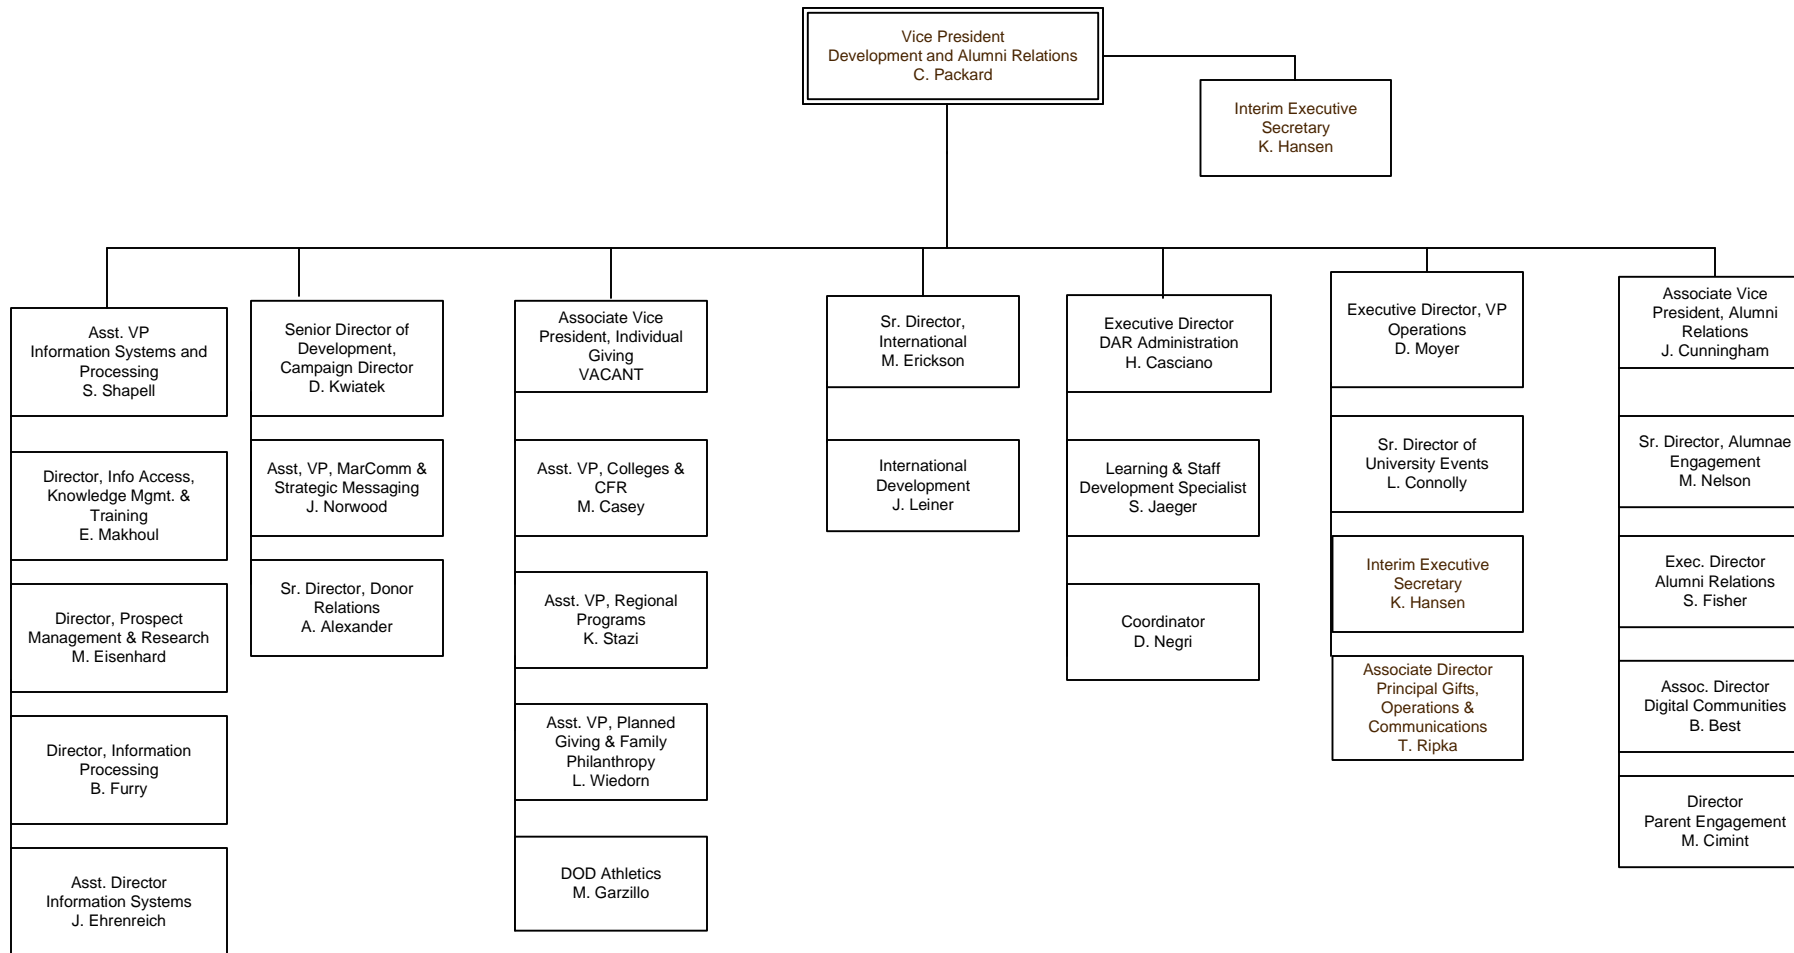 Vice President
Development and Alumni Relations
C. Packard
Interim Executive
Secretary
K. Hansen
Asst. VP
Information Systems and
Processing
S. Shapell
Director, Info Access,
Knowledge Mgmt. &
Training
E. Makhoul
Director, Prospect
Management & Research
M. Eisenhard
Director, Information
Processing
B. Furry
Asst. Director
Information Systems
J. Ehrenreich
Senior Director of
Development,
Campaign Director
D. Kwiatek
Asst, VP, MarComm &
Strategic Messaging
J. Norwood
Sr. Director, Donor
Relations
A. Alexander
Associate Vice
President, Individual
Giving
VACANT
Asst. VP, Colleges &
CFR
M. Casey
Asst. VP, Regional
Programs
K. Stazi
Asst. VP, Planned
Giving & Family
Philanthropy
L. Wiedorn
DOD Athletics
M. Garzillo
Sr. Director,
International
M. Erickson
International
Development
J. Leiner
Executive Director
DAR Administration
H. Casciano
Learning & Staff
Development Specialist
S. Jaeger
Coordinator
D. Negri
Executive Director, VP
Operations
D. Moyer
Sr. Director of
University Events
L. Connolly
Interim Executive
Secretary
K. Hansen
Associate Director
Principal Gifts,
Operations &
Communications
T. Ripka
Associate Vice
President, Alumni
Relations
J. Cunningham
Sr. Director, Alumnae
Engagement
M. Nelson
Exec. Director
Alumni Relations
S. Fisher
Assoc. Director
Digital Communities
B. Best
Director
Parent Engagement
M. Cimint